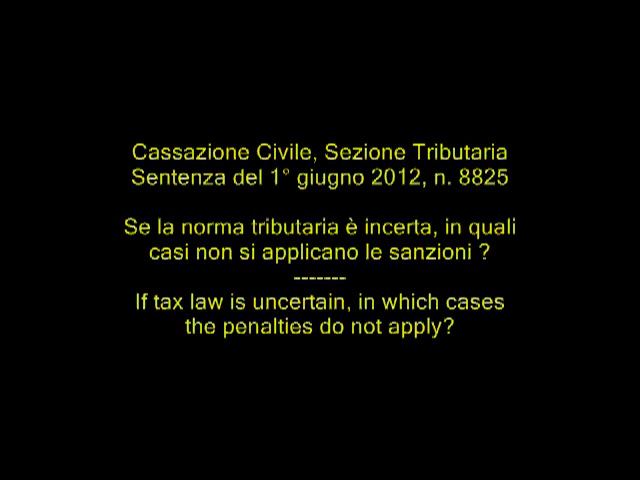 Cassazione Civile, Sezione Tributaria
Sentenza del 1° giugno 2012, n. 8825
Se la norma tributaria è incerta, in quali
casi non si applicano le sanzioni ?
-------
If tax law is uncertain, in which cases
the penalties do not apply?